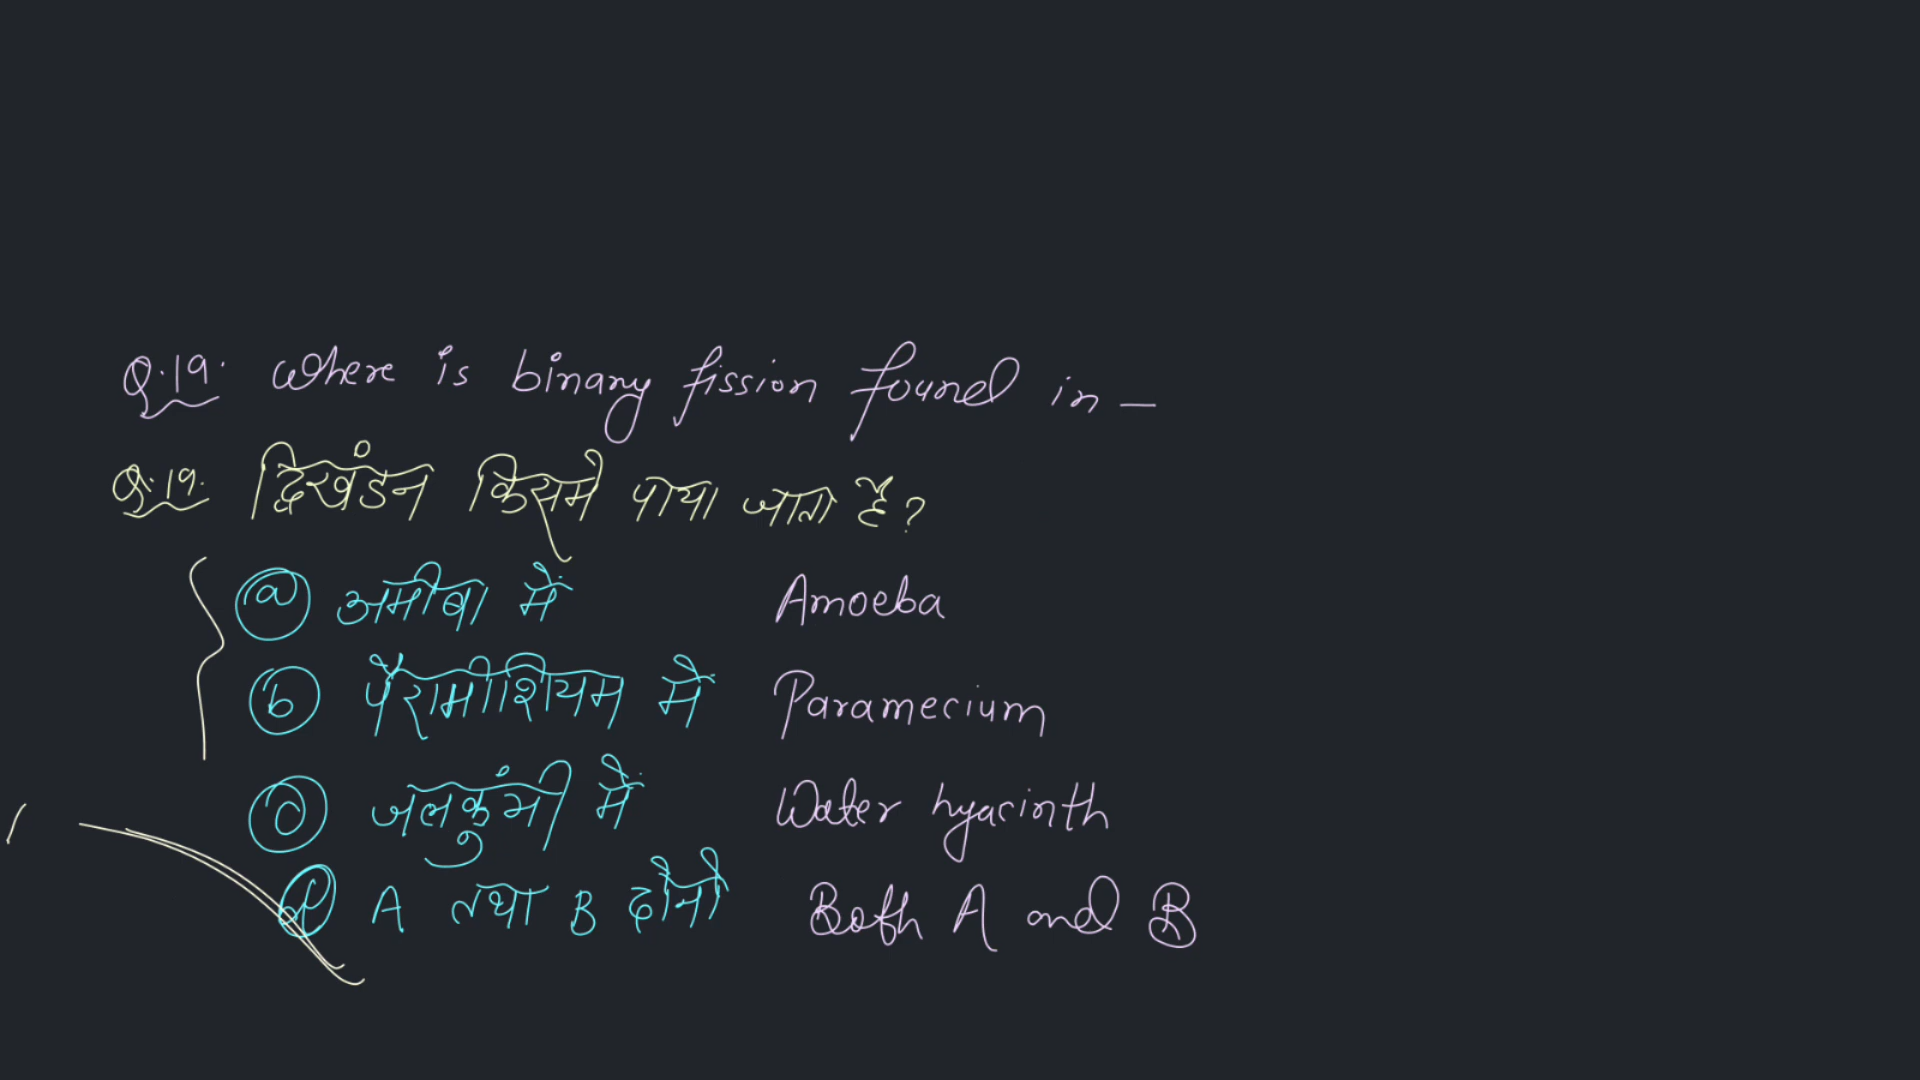 Q.19. Where is binary fission found in -
Q.19. द्विखंडन किसमे पाया जाता है?
(a) अमीबा में Amoeba
(b) पैरामीशियम में Paramecium
(c) जलकुंभी में Water hyacinth
(d) A तथा B दोनो Both A and B